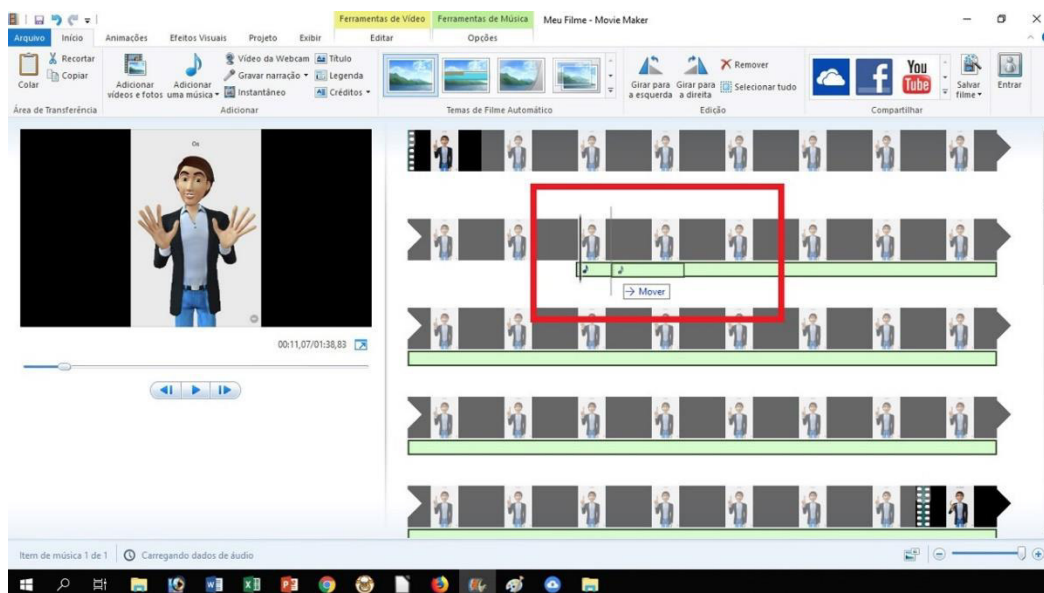 Ferramentas de Vídeo Ferramentas de Música Meu Filme - Movie Maker
Arquivo Início Animações Efeitos Visuais Projeto Exibir Editar Opções
Colar
Recortar
Copiar
Área de Transferência
Adicionar vídeos e fotos
Adicionar uma música
Vídeo da Webcam
Gravar narração
Instantâneo
Título
Legenda
Créditos
Adicionar
Temas de Filme Automático
Girar para a esquerda
Girar para a direita
Remover
Selecionar tudo
Edição
f
You
Tube
Compartilhar
Salvar filme
Entrar
Os
00:11,07/01:38,83
Mover
Item de música 1 de 1 Carregando dados de áudio